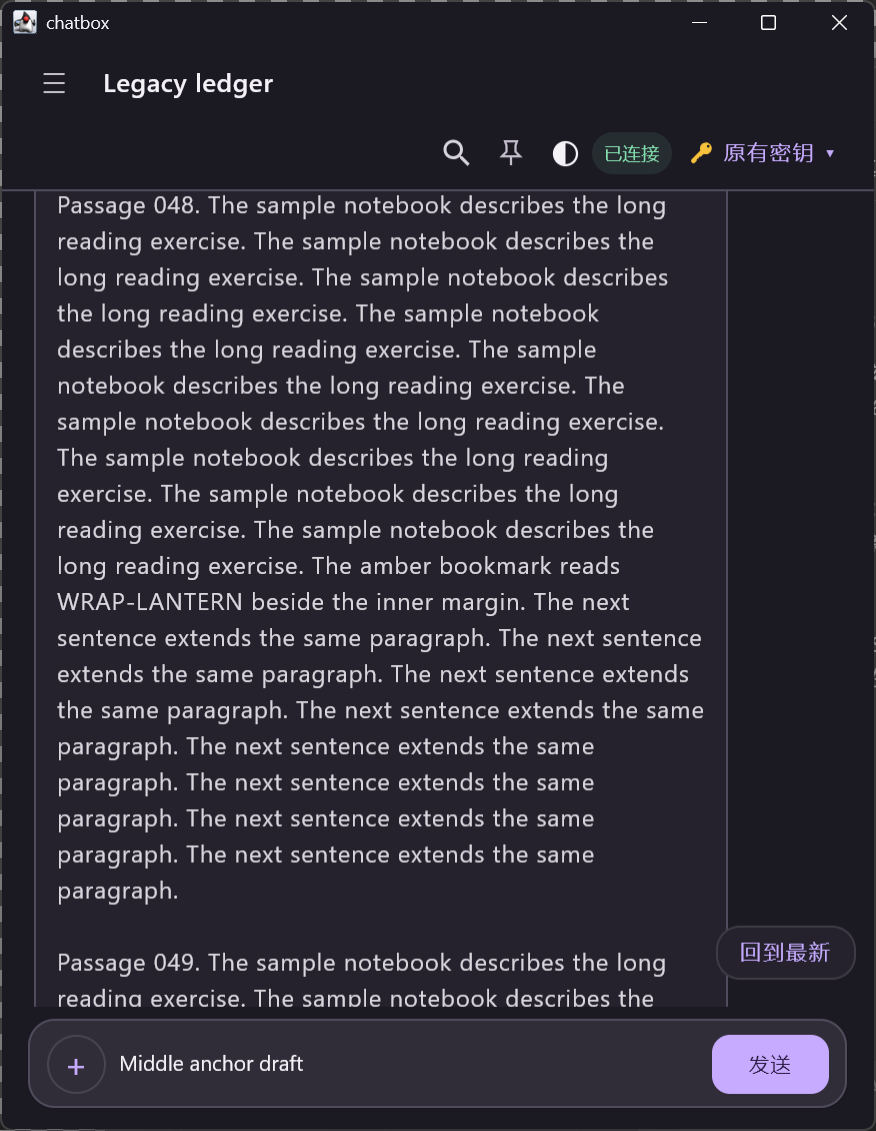 chatbox
Legacy ledger
已连接
原有密钥
Passage 048. The sample notebook describes the long
reading exercise. The sample notebook describes the
long reading exercise. The sample notebook describes
the long reading exercise. The sample notebook
describes the long reading exercise. The sample
notebook describes the long reading exercise. The
sample notebook describes the long reading exercise.
The sample notebook describes the long reading
exercise. The sample notebook describes the long
reading exercise. The sample notebook describes the
long reading exercise. The amber bookmark reads
WRAP-LANTERN beside the inner margin. The next
sentence extends the same paragraph. The next sentence
extends the same paragraph. The next sentence extends
the same paragraph. The next sentence extends the same
paragraph. The next sentence extends the same
paragraph. The next sentence extends the same
paragraph. The next sentence extends the same
paragraph. The next sentence extends the same
paragraph.
Passage 049. The sample notebook describes the long
reading exercise. The sample notebook describes the
回到最新
Middle anchor draft
发送